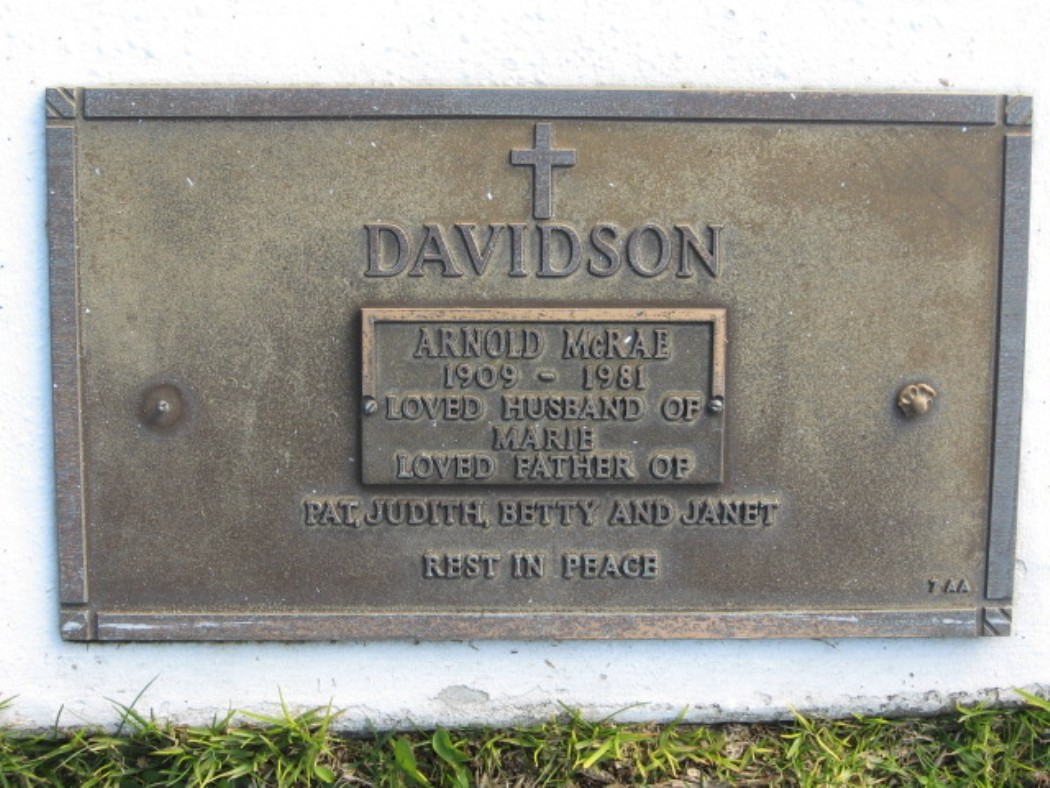 DAVIDSON
ARNOLD McRAE
1909 - 1981
LOVED HUSBAND OF
MARIE
LOVED FATHER OF
PAT, JUDITH, BETTY AND JANET
REST IN PEACE
7 AA